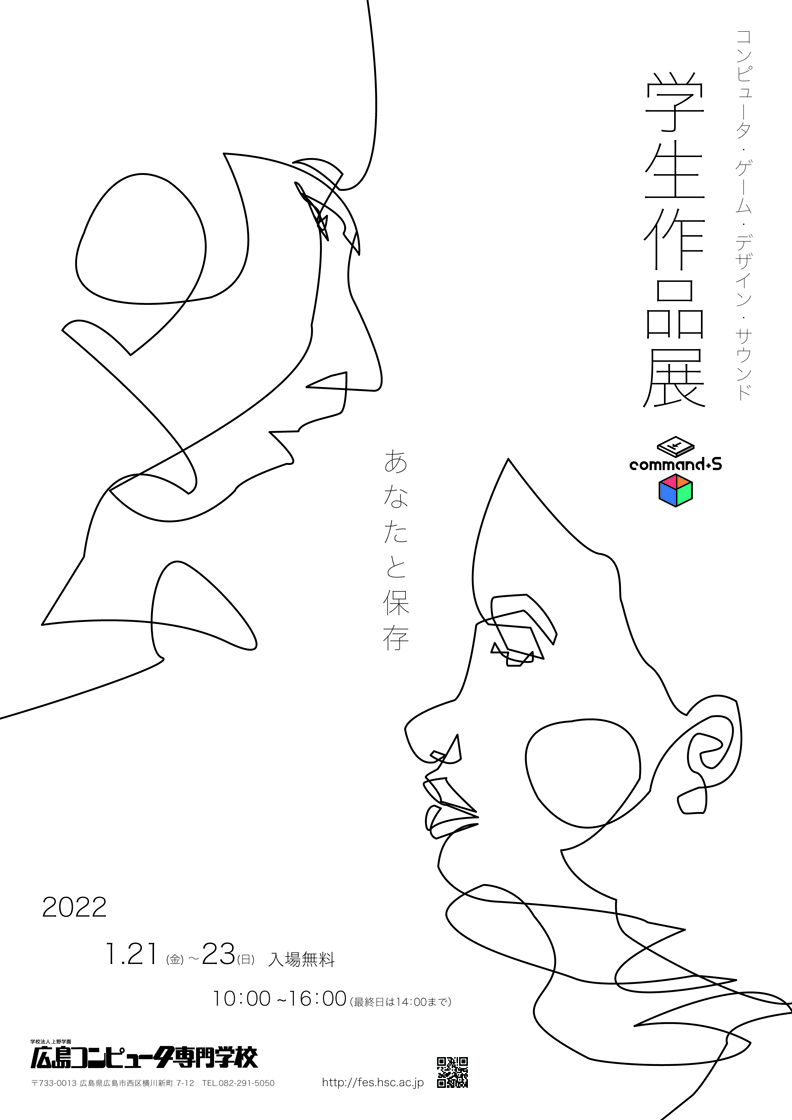 コンピュータ・ゲーム・デザイン・サウンド
学生作品展
command+S
あなたと保存
2022
1.21(金)～23(日) 入場無料
10:00 ~16:00(最終日は14:00まで)
学校法人上野学園
広島コンピュータ専門学校
〒733-0013 広島県広島市西区横川新町 7-12 TEL.082-291-5050
http://fes.hsc.ac.jp